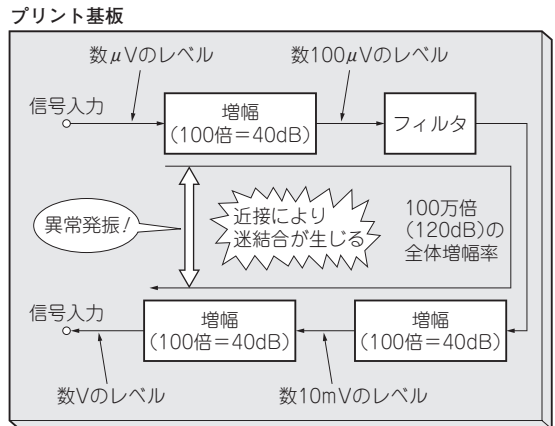 プリント基板
数μVのレベル
数100μVのレベル
信号入力
増幅
(100倍=40dB)
フィルタ
異常発振!
近接により
迷結合が生じる
100万倍
(120dB)の
全体増幅率
信号入力
増幅
(100倍=40dB)
増幅
(100倍=40dB)
数Vのレベル
数10mVのレベル